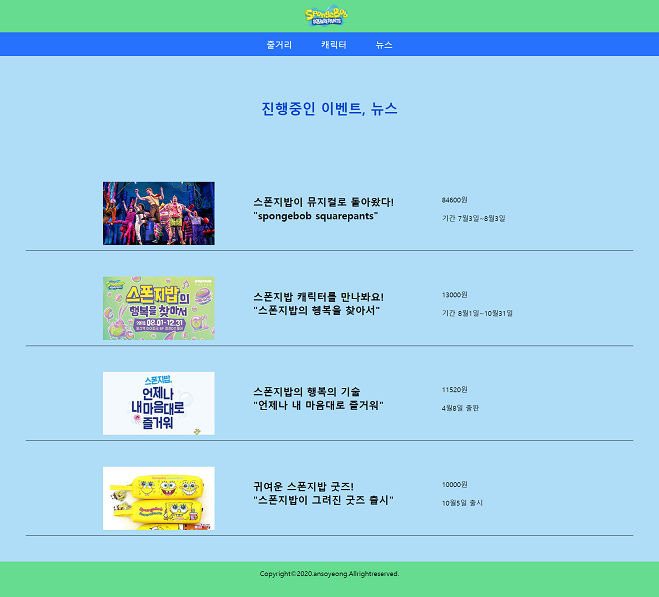 SpongeBob
SQUAREPANTS
줄거리 캐릭터 뉴스
진행중인 이벤트, 뉴스
스폰지밥이 뮤지컬로 돌아왔다!
"spongebob squarepants"
84600원
기간 7월3일~8월3일
스폰지밥의
행복을 찾아서
08.01-12.31
스폰지밥 캐릭터를 만나봐요!
"스폰지밥의 행복을 찾아서"
13000원
기간 8월1일~10월31일
스폰지밥,
언제나
내 마음대로
즐거워
스폰지밥의 행복의 기술
"언제나 내 마음대로 즐거워"
11520원
4월8일 출판
귀여운 스폰지밥 굿즈!
"스폰지밥이 그려진 굿즈 출시"
10000원
10월5일 출시
Copyright©2020.ansoyeong.Allrightreserved.